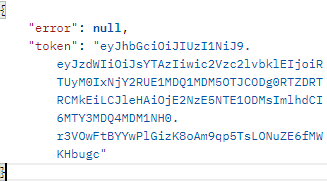 {
"error": null,
"token": "eyJhbGciOiJIUzI1NiJ9.
eyJzdWIiOiJsYTAzIiwic2Vzc2lvbklEIjoiR
TUyM0IxNjY2RUE1MDQ1MDM5OTJCODg0RTZDRT
RCMkEiLCJleHAiOjE2NzE5NTE1ODMsImlhdCI
6MTY3MDQ4MDM1NH0.
r3VOwFtBYYwPlGizK8oAm9qp5TsLONuZE6fMW
KHbugc"
}